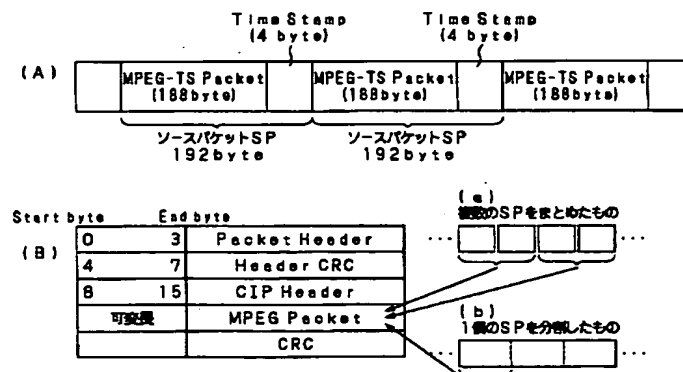 Time Stamp
(4 byte)
Time Stamp
(4 byte)
(A)
MPEG-TS Packet
(188byte)
MPEG-TS Packet
(188byte)
MPEG-TS Packet
(188byte)
ソースパケットSP
192byte
ソースパケットSP
192byte
Start byte End byte
(B)
0 3 Packet Header
4 7 Header CRC
8 15 CIP Header
可変長 MPEG Packet
CRC
(a)
複数のSPをまとめたもの
... ...
(b)
1個のSPを分割したもの
... ...